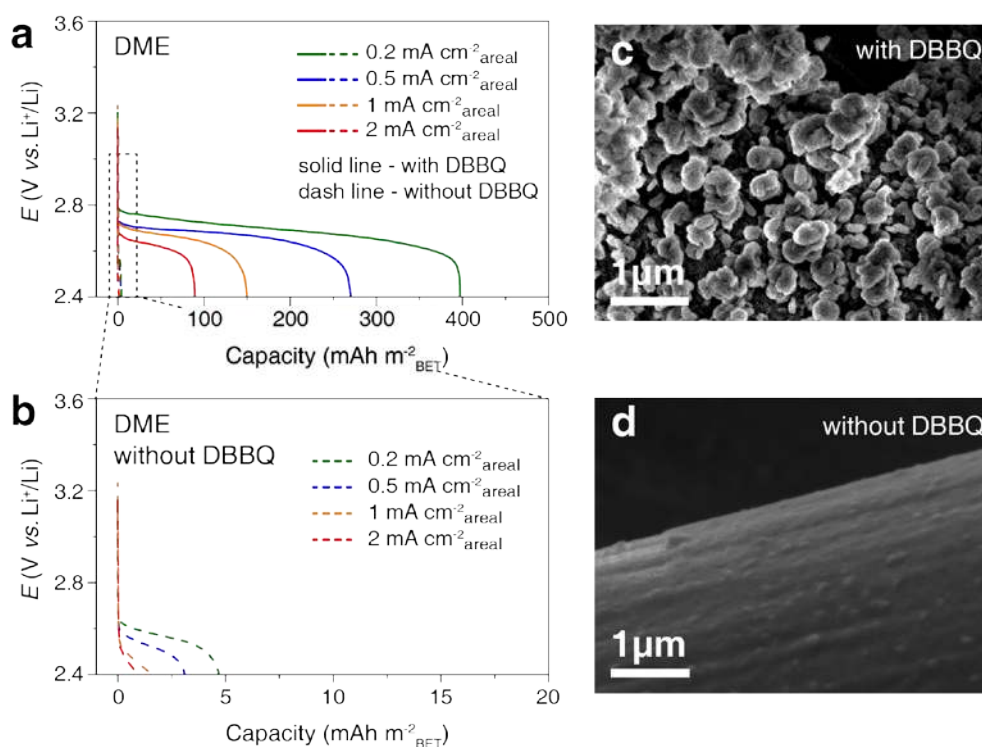 a
DME
0.2 mA cm⁻²areal
0.5 mA cm⁻²areal
1 mA cm⁻²areal
2 mA cm⁻²areal
solid line - with DBBQ
dash line - without DBBQ
E (V vs. Li⁺/Li)
3.6
3.2
2.8
2.4
0 100 200 300 400 500
Capacity (mAh m⁻²BET)
b
DME
without DBBQ
0.2 mA cm⁻²areal
0.5 mA cm⁻²areal
1 mA cm⁻²areal
2 mA cm⁻²areal
E (V vs. Li⁺/Li)
3.6
3.2
2.8
2.4
0 5 10 15 20
Capacity (mAh m⁻²BET)
c
with DBBQ
1μm
d
without DBBQ
1μm